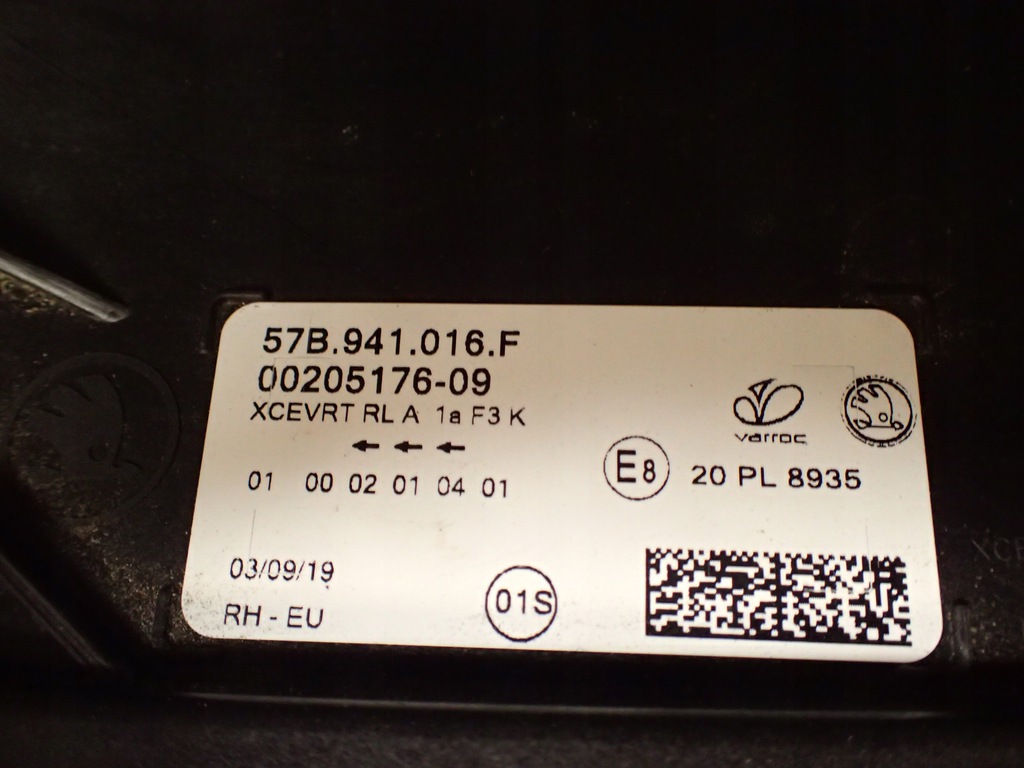 57B.941.016.F
00205176-09
XCEVRT RL A 1a F3 K
← ← ←
01 00 02 01 04 01
varroc
E8 20 PL 8935
03/09/19
RH - EU
01S